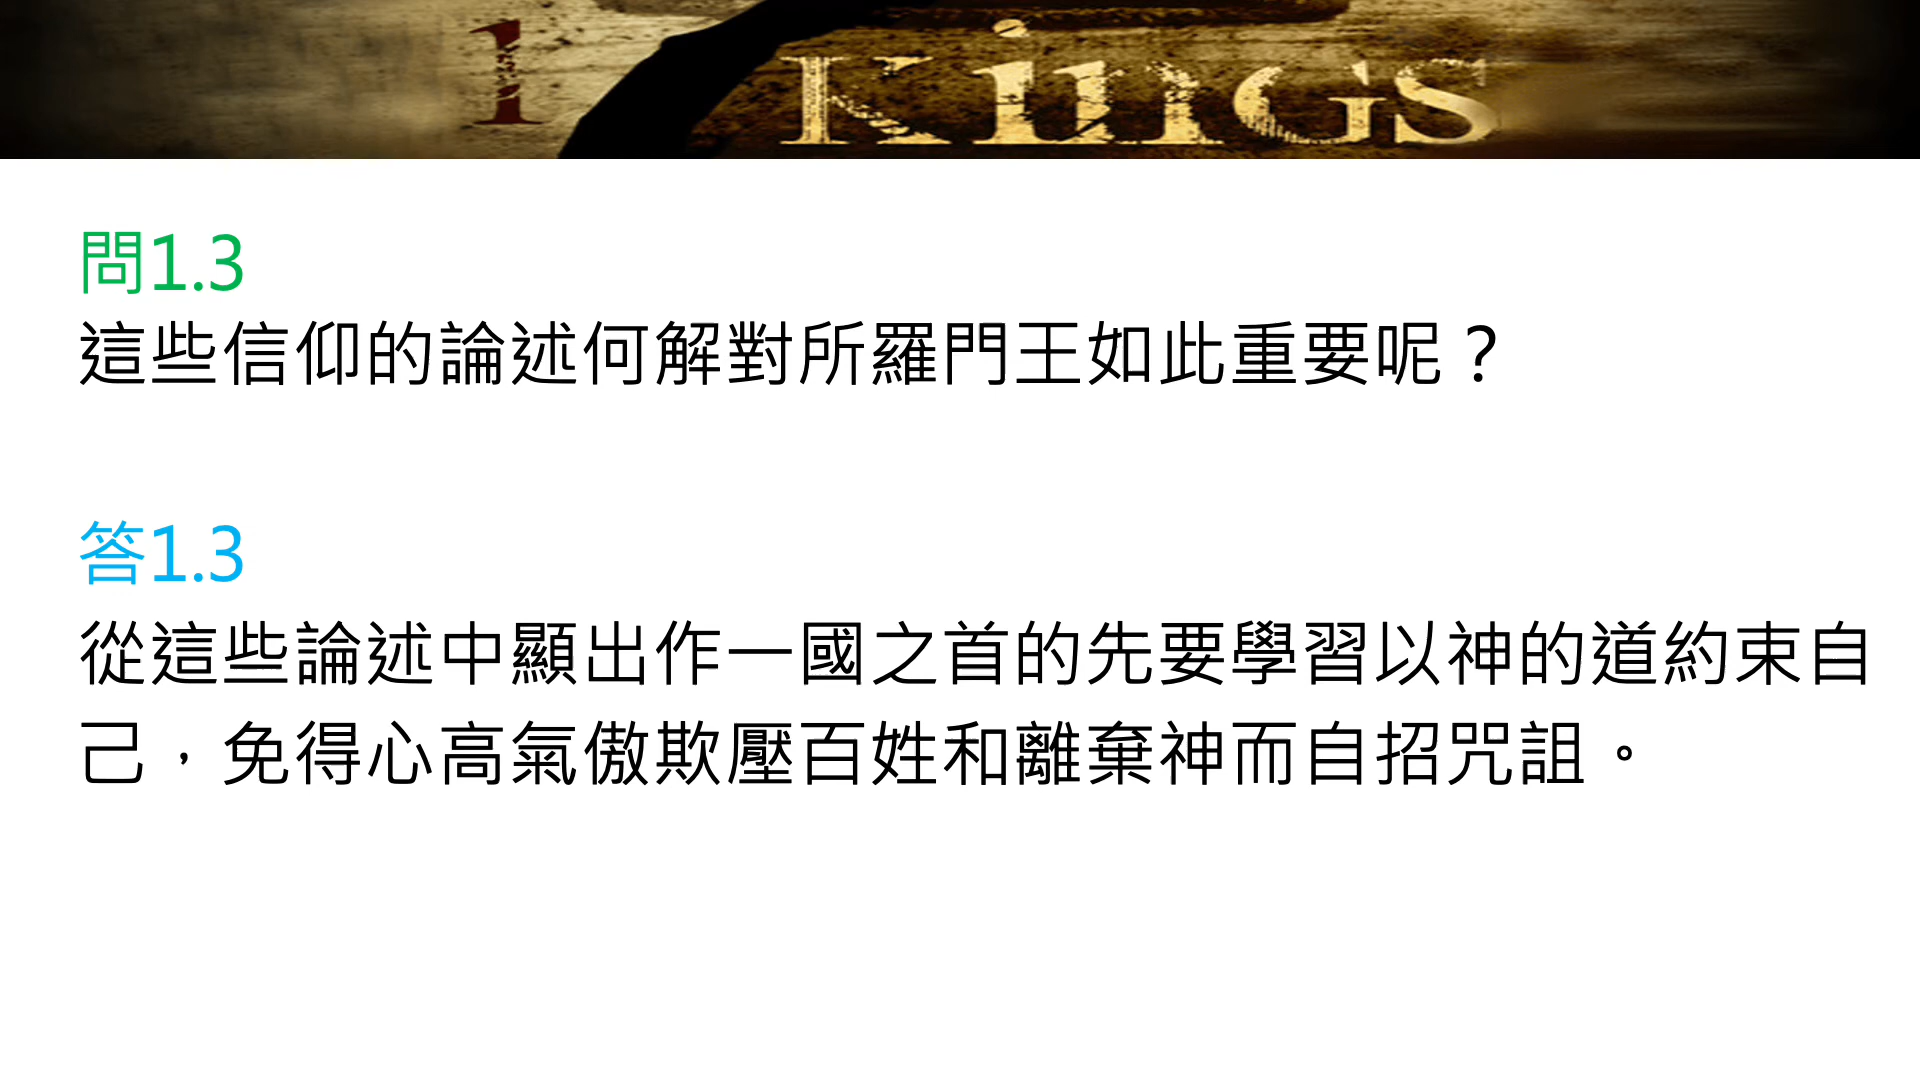 1 KinGS
問1.3
這些信仰的論述何解對所羅門王如此重要呢？
答1.3
從這些論述中顯出作一國之首的先要學習以神的道約束自
己，免得心高氣傲欺壓百姓和離棄神而自招咒詛。